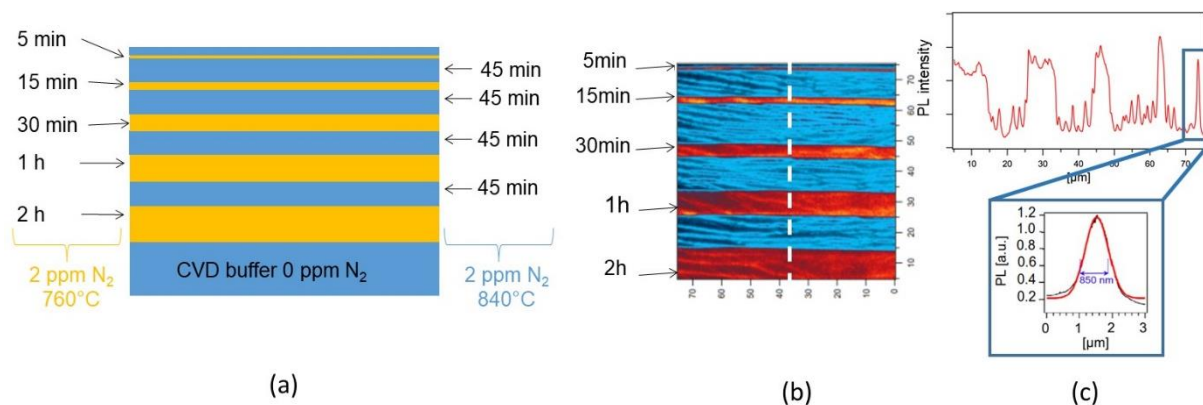 5 min
15 min
30 min
1 h
2 h
45 min
45 min
45 min
45 min
2 ppm N₂
760°C
CVD buffer 0 ppm N₂
2 ppm N₂
840°C
(a)
5min
15min
30min
1h
2h
70
60
50
40
30
20
10
70 60 50 40 30 20 10 0
(b)
PL intensity
10 20 30 40 50 60 70
[µm]
PL [a.u.]
1.2
1.0
0.8
0.6
0.4
0.2
850 nm
0 1 2 3
[µm]
(c)